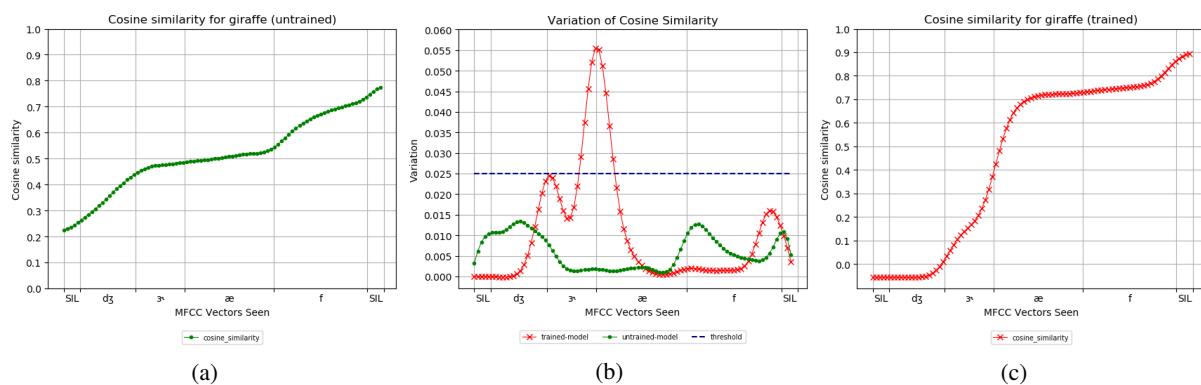 Cosine similarity for giraffe (untrained)
1.0
0.9
0.8
0.7
0.6
0.5
0.4
0.3
0.2
0.1
0.0
Cosine similarity
SIL dʒ ɝ æ f SIL
MFCC Vectors Seen
cosine_similarity
(a)
Variation of Cosine Similarity
0.060
0.055
0.050
0.045
0.040
0.035
0.030
0.025
0.020
0.015
0.010
0.005
0.000
Variation
SIL dʒ ɝ æ f SIL
MFCC Vectors Seen
trained-model untrained-model threshold
(b)
Cosine similarity for giraffe (trained)
1.0
0.9
0.8
0.7
0.6
0.5
0.4
0.3
0.2
0.1
0.0
Cosine similarity
SIL dʒ ɝ æ f SIL
MFCC Vectors Seen
cosine_similarity
(c)